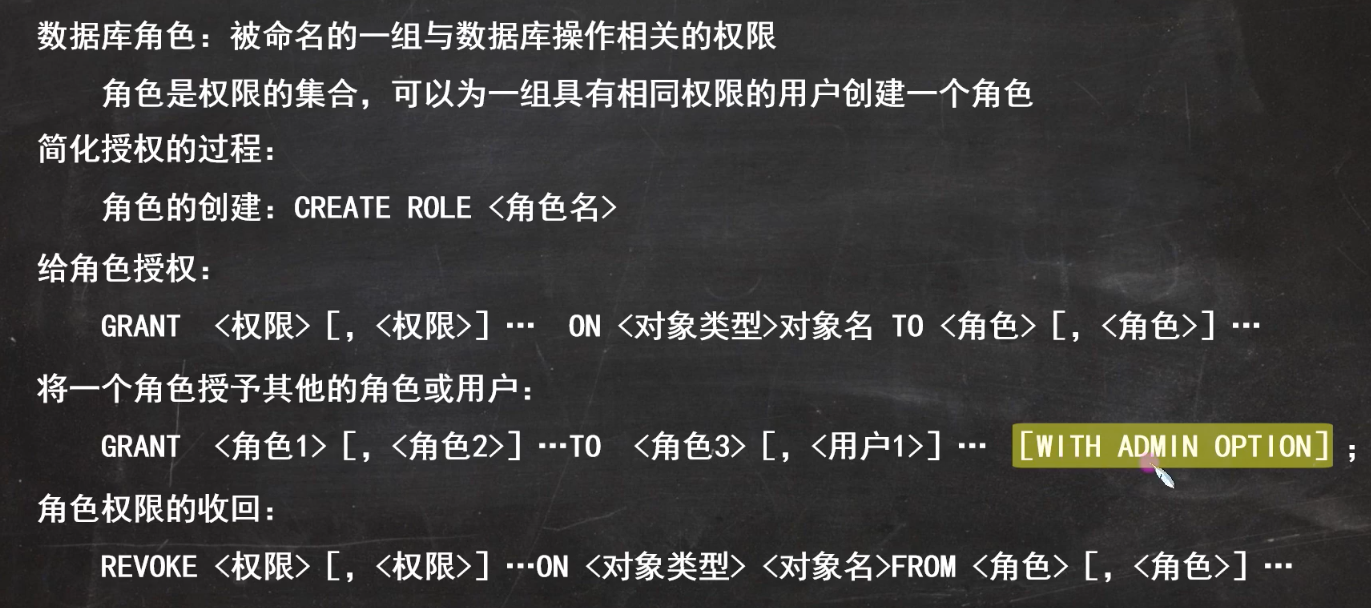 数据库角色：被命名的一组与数据库操作相关的权限
角色是权限的集合，可以为一组具有相同权限的用户创建一个角色
简化授权的过程：
角色的创建：CREATE ROLE <角色名>
给角色授权：
GRANT <权限>[，<权限>]… ON <对象类型>对象名 TO <角色>[，<角色>]…
将一个角色授予其他的角色或用户：
GRANT <角色1>[，<角色2>]…TO <角色3>[，<用户1>]… [WITH ADMIN OPTION]；
角色权限的收回：
REVOKE <权限>[，<权限>]…ON <对象类型> <对象名>FROM <角色>[，<角色>]…